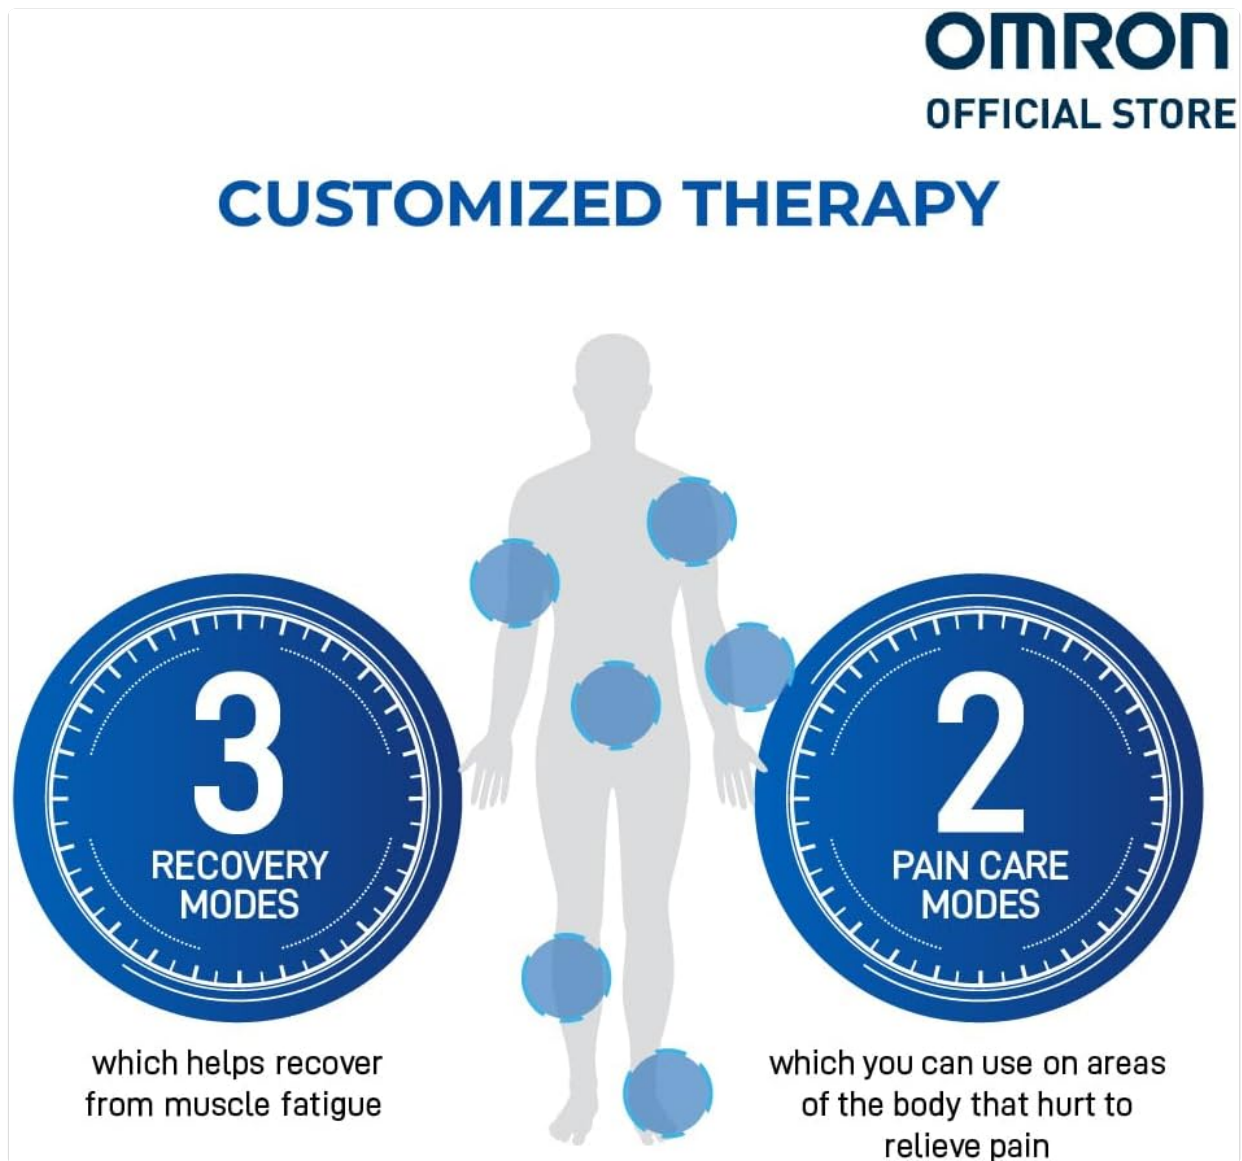 OMRON
OFFICIAL STORE
CUSTOMIZED THERAPY
3
RECOVERY
MODES
which helps recover
from muscle fatigue
2
PAIN CARE
MODES
which you can use on areas
of the body that hurt to
relieve pain